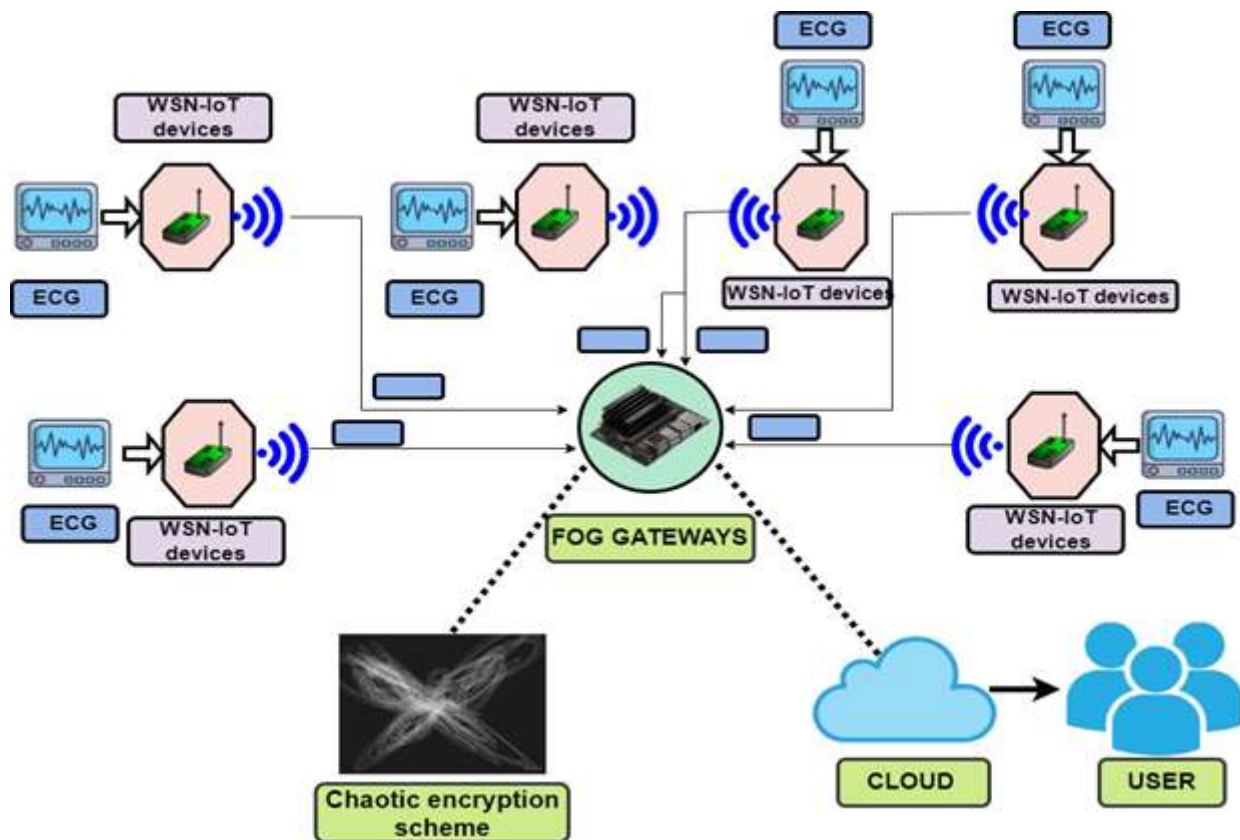 ECG
ECG
WSN-IoT
devices
WSN-IoT
devices
ECG
ECG
WSN-IoT devices
WSN-IoT devices
ECG
WSN-IoT
devices
FOG GATEWAYS
WSN-IoT
devices
ECG
Chaotic encryption
scheme
CLOUD
USER